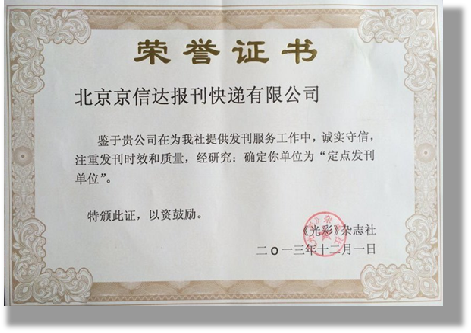 荣誉证书
北京京信达报刊快递有限公司
鉴于贵公司在为我社提供发刊服务工作中，诚实守信，
注重发刊时效和质量，经研究：确定你单位为“定点发刊
单位”。
特颁此证，以资鼓励。
《光彩》杂志社
二〇一三年十二月一日